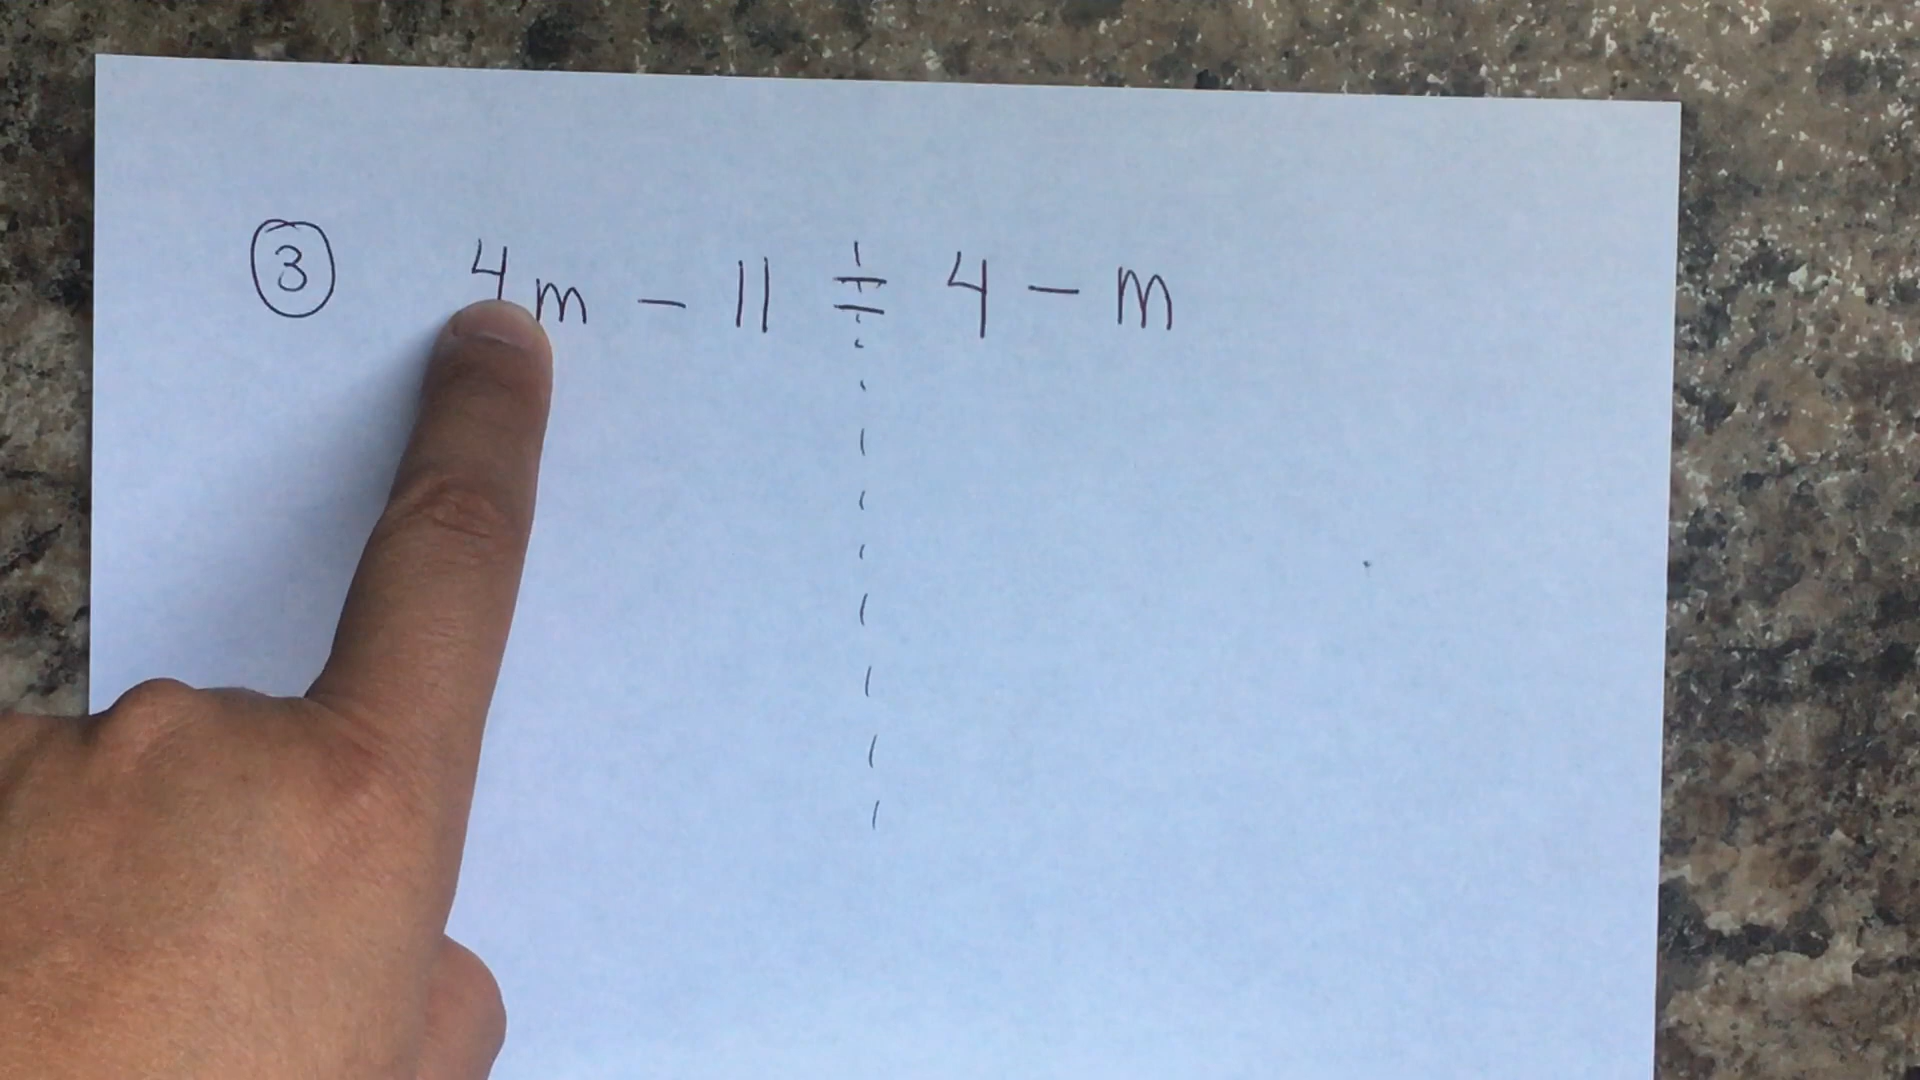 ③ 4m - 11 = 4 - m